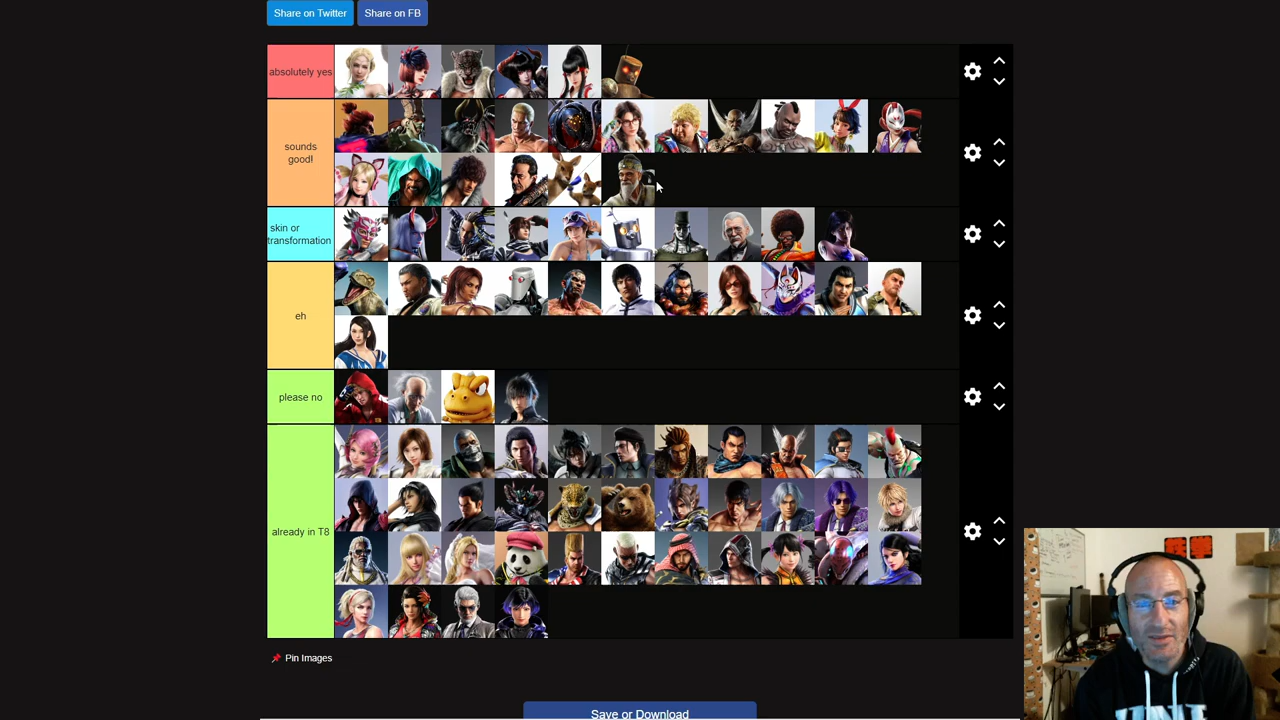 Share on Twitter
Share on FB
absolutely yes
sounds
good!
skin or
transformation
eh
please no
already in T8
Pin Images
Save or Download